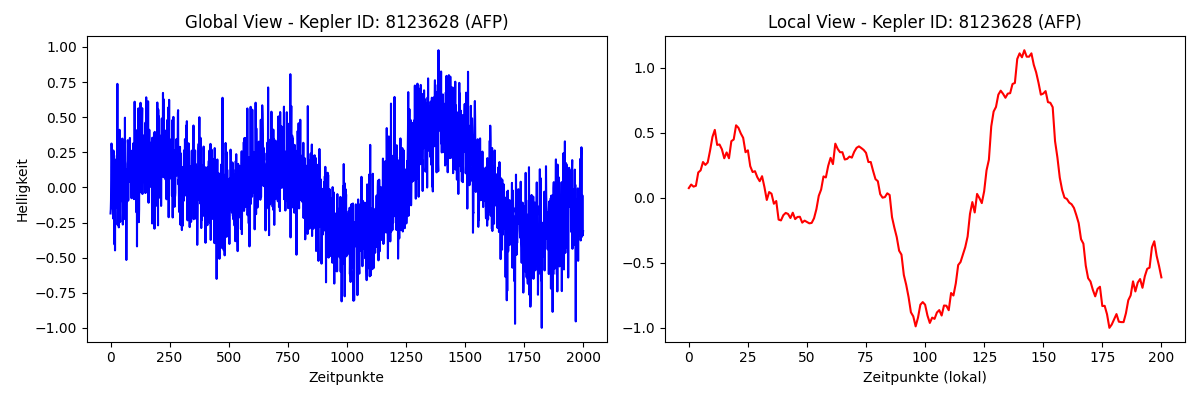 Global View - Kepler ID: 8123628 (AFP)
1.00
0.75
0.50
0.25
0.00
−0.25
−0.50
−0.75
−1.00
Helligkeit
0 250 500 750 1000 1250 1500 1750 2000
Zeitpunkte
Local View - Kepler ID: 8123628 (AFP)
1.0
0.5
0.0
−0.5
−1.0
0 25 50 75 100 125 150 175 200
Zeitpunkte (lokal)